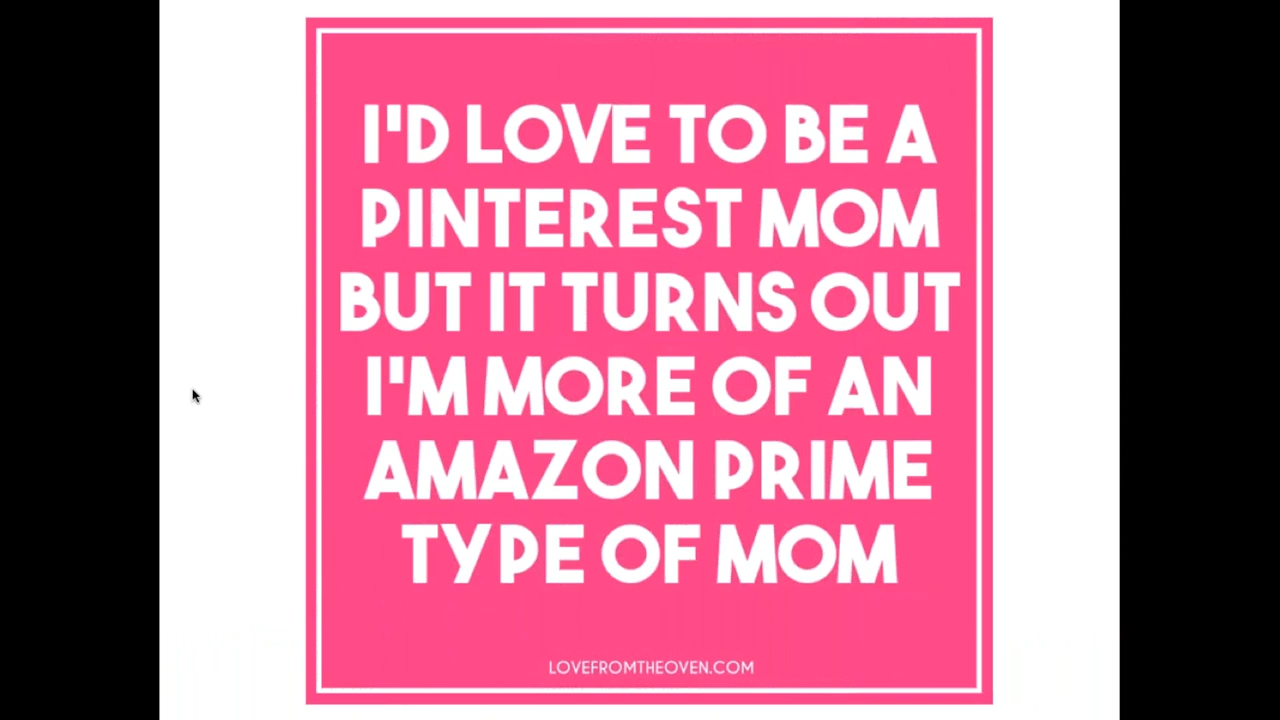 I'D LOVE TO BE A
PINTEREST MOM
BUT IT TURNS OUT
I'M MORE OF AN
AMAZON PRIME
TYPE OF MOM
LOVEFROMTHEOVEN.COM